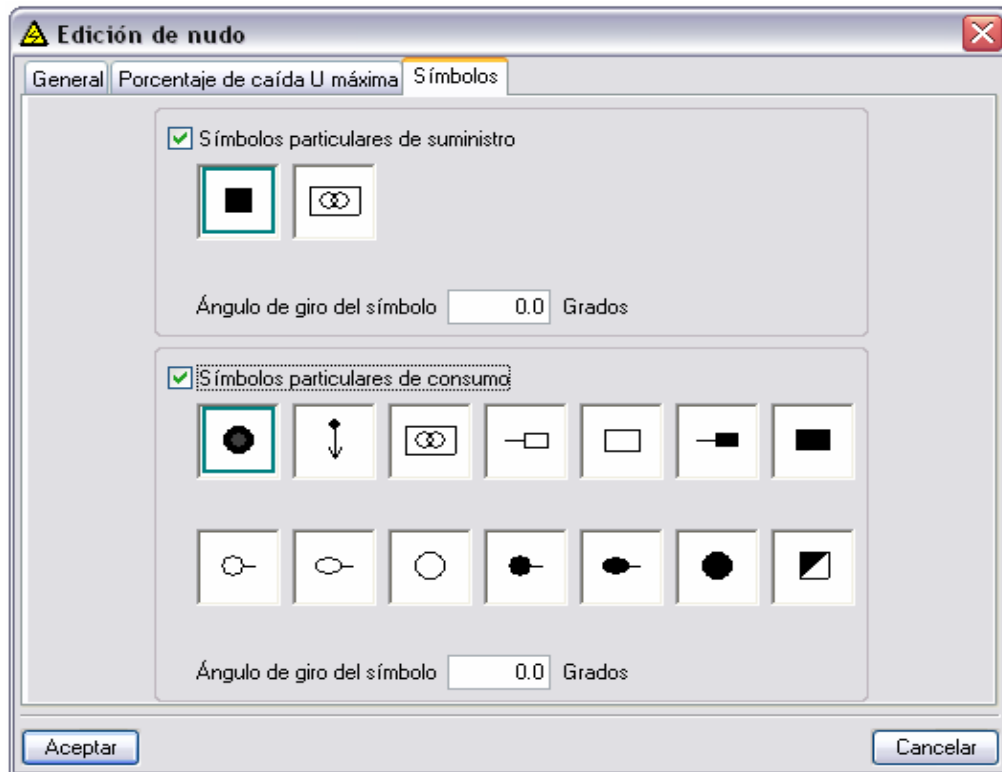 Edición de nudo
General Porcentaje de caída U máxima Símbolos
Símbolos particulares de suministro
Ángulo de giro del símbolo 0.0 Grados
Símbolos particulares de consumo
Ángulo de giro del símbolo 0.0 Grados
Aceptar Cancelar